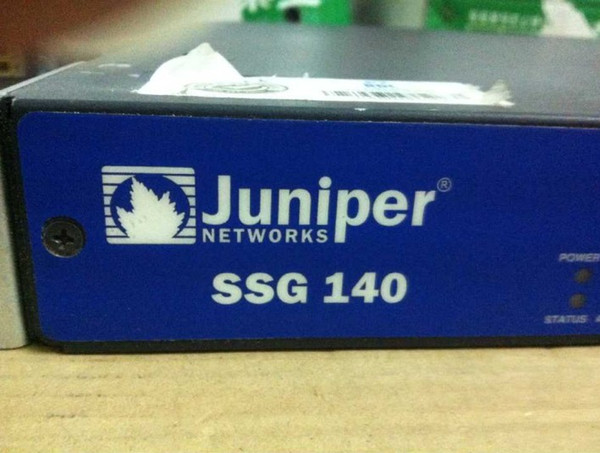 Juniper®
NETWORKS
SSG 140
POWER
STATUS